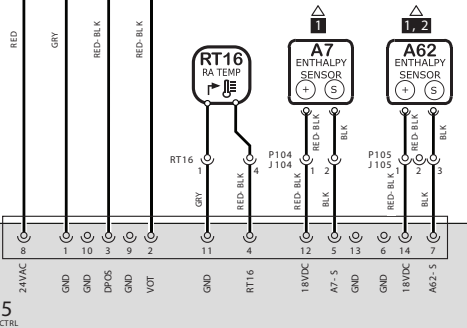 1
1, 2
RED
GRY
RED- BLK
RED- BLK
RT16
RA TEMP
A7
ENTHALPY
SENSOR
+ S
A62
ENTHALPY
SENSOR
+ S
RED- BLK
BLK
RED- BLK
BLK
RT16
1
4
P104
J104
1
2
P105
J105
1
2
3
GRY
RED- BLK
RED- BLK
BLK
RED- BLK
BLK
8 1 10 3 9 2 11 4 12 5 13 6 14 7
24VAC
GND
GND
DPOS
GND
VOT
GND
RT16
18VDC
A7- S
GND
GND
18VDC
A62- S
5
CTRL